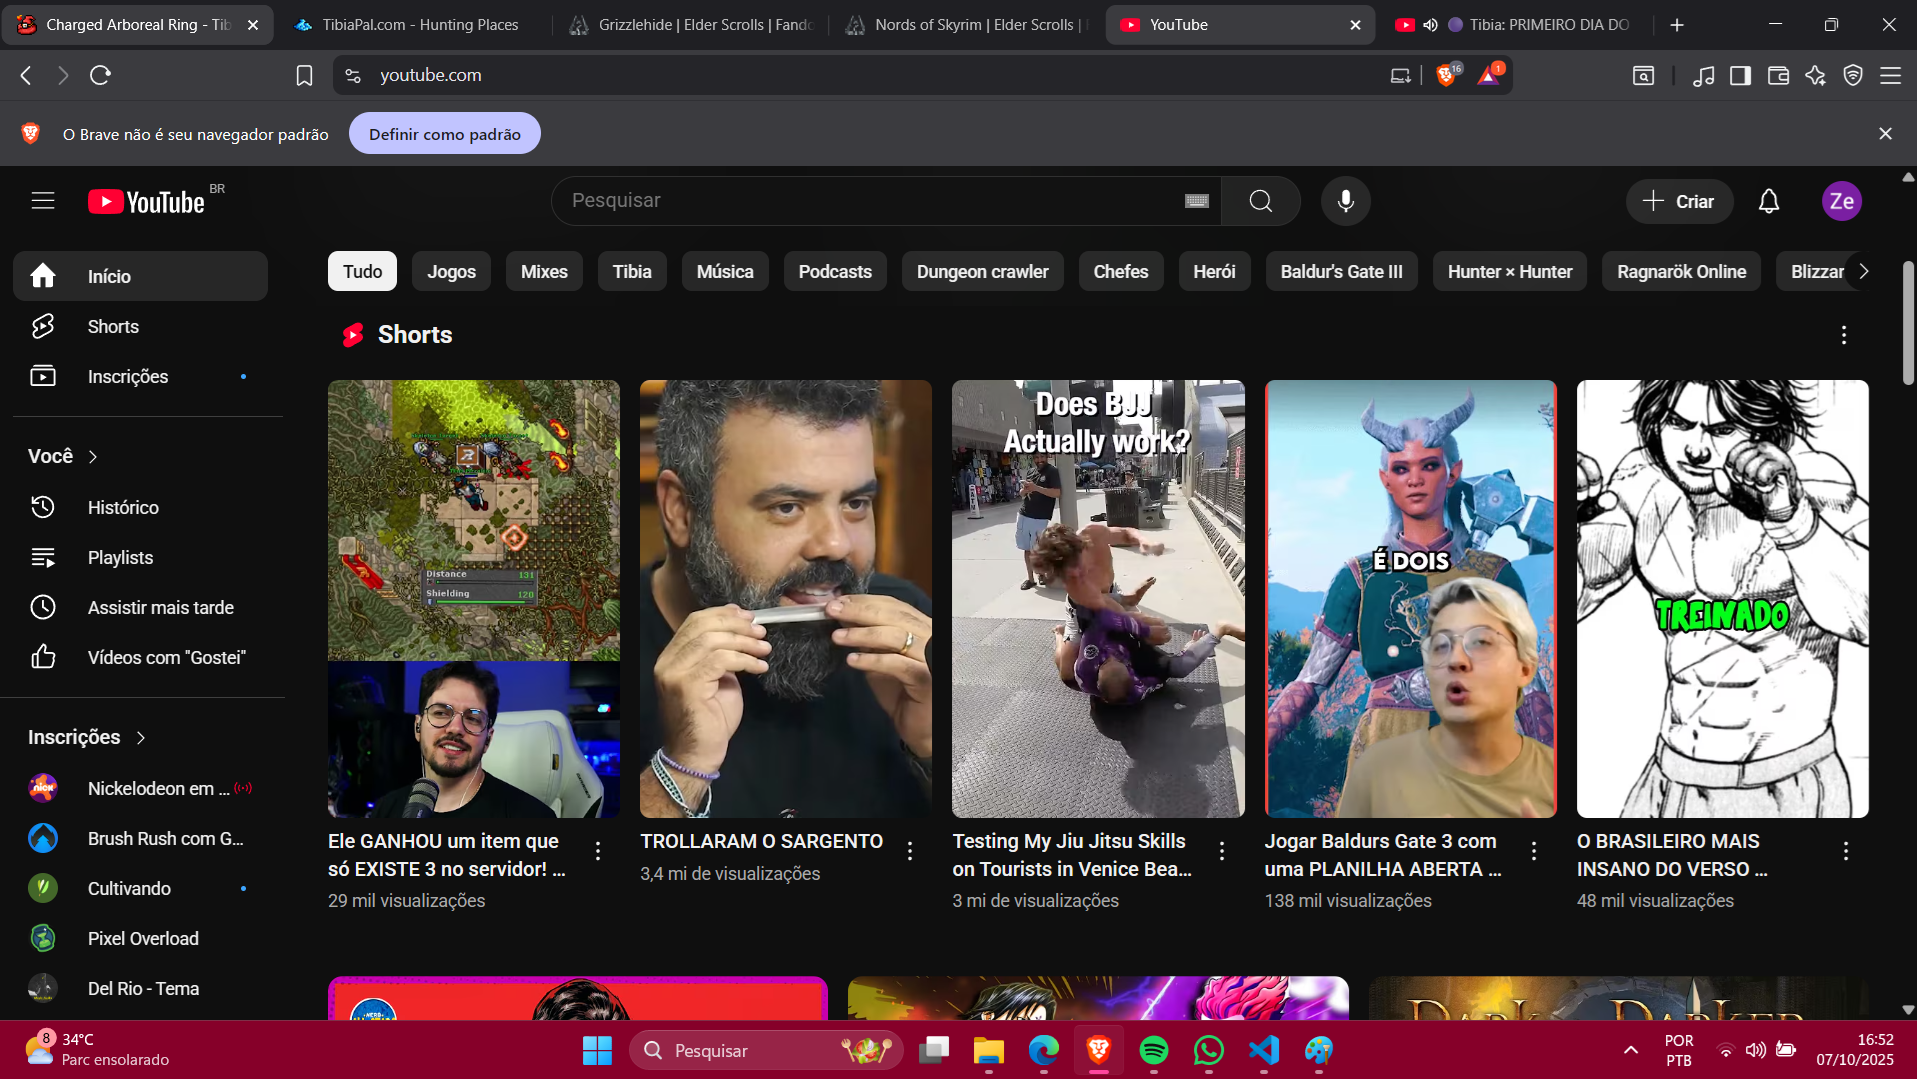 Charged Arboreal Ring - Tib
TibiaPal.com - Hunting Places
Grizzlehide | Elder Scrolls | Fando
Nords of Skyrim | Elder Scrolls |
YouTube
Tibia: PRIMEIRO DIA DO
youtube.com
16
1
O Brave não é seu navegador padrão
Definir como padrão
YouTube
BR
Pesquisar
Criar
Ze
Início
Shorts
Inscrições
Você
Histórico
Playlists
Assistir mais tarde
Vídeos com "Gostei"
Inscrições
Nickelodeon em ...
Brush Rush com G...
Cultivando
Pixel Overload
Del Rio - Tema
Tudo
Jogos
Mixes
Tibia
Música
Podcasts
Dungeon crawler
Chefes
Herói
Baldur's Gate III
Hunter × Hunter
Ragnarök Online
Blizzar
Shorts
Distance 131
Shielding 120
Does BJJ
Actually work?
É DOIS
TREINADO
Ele GANHOU um item que
só EXISTE 3 no servidor! ...
29 mil visualizações
TROLLARAM O SARGENTO
3,4 mi de visualizações
Testing My Jiu Jitsu Skills
on Tourists in Venice Bea...
3 mi de visualizações
Jogar Baldurs Gate 3 com
uma PLANILHA ABERTA ...
138 mil visualizações
O BRASILEIRO MAIS
INSANO DO VERSO ...
48 mil visualizações
DARK DARKER
8
34°C
Parc ensolarado
Pesquisar
POR
PTB
16:52
07/10/2025